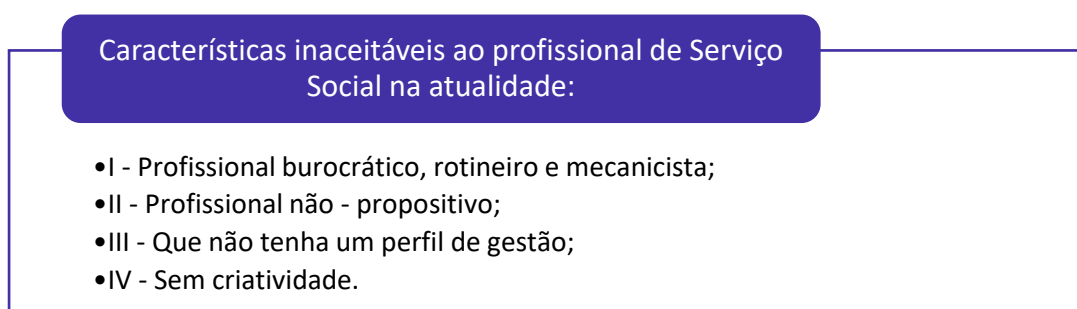 Características inaceitáveis ao profissional de Serviço
Social na atualidade:
•I - Profissional burocrático, rotineiro e mecanicista;
•II - Profissional não - propositivo;
•III - Que não tenha um perfil de gestão;
•IV - Sem criatividade.